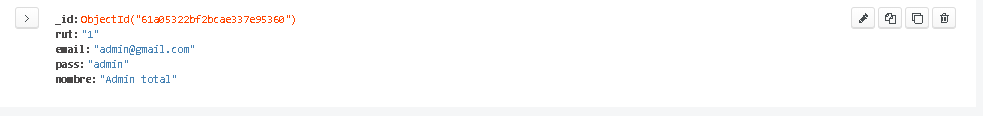 _id: ObjectId("61a05322bf2bcae337e95360")
rut: "1"
email: "admin@gmail.com"
pass: "admin"
nombre: "Admin total"